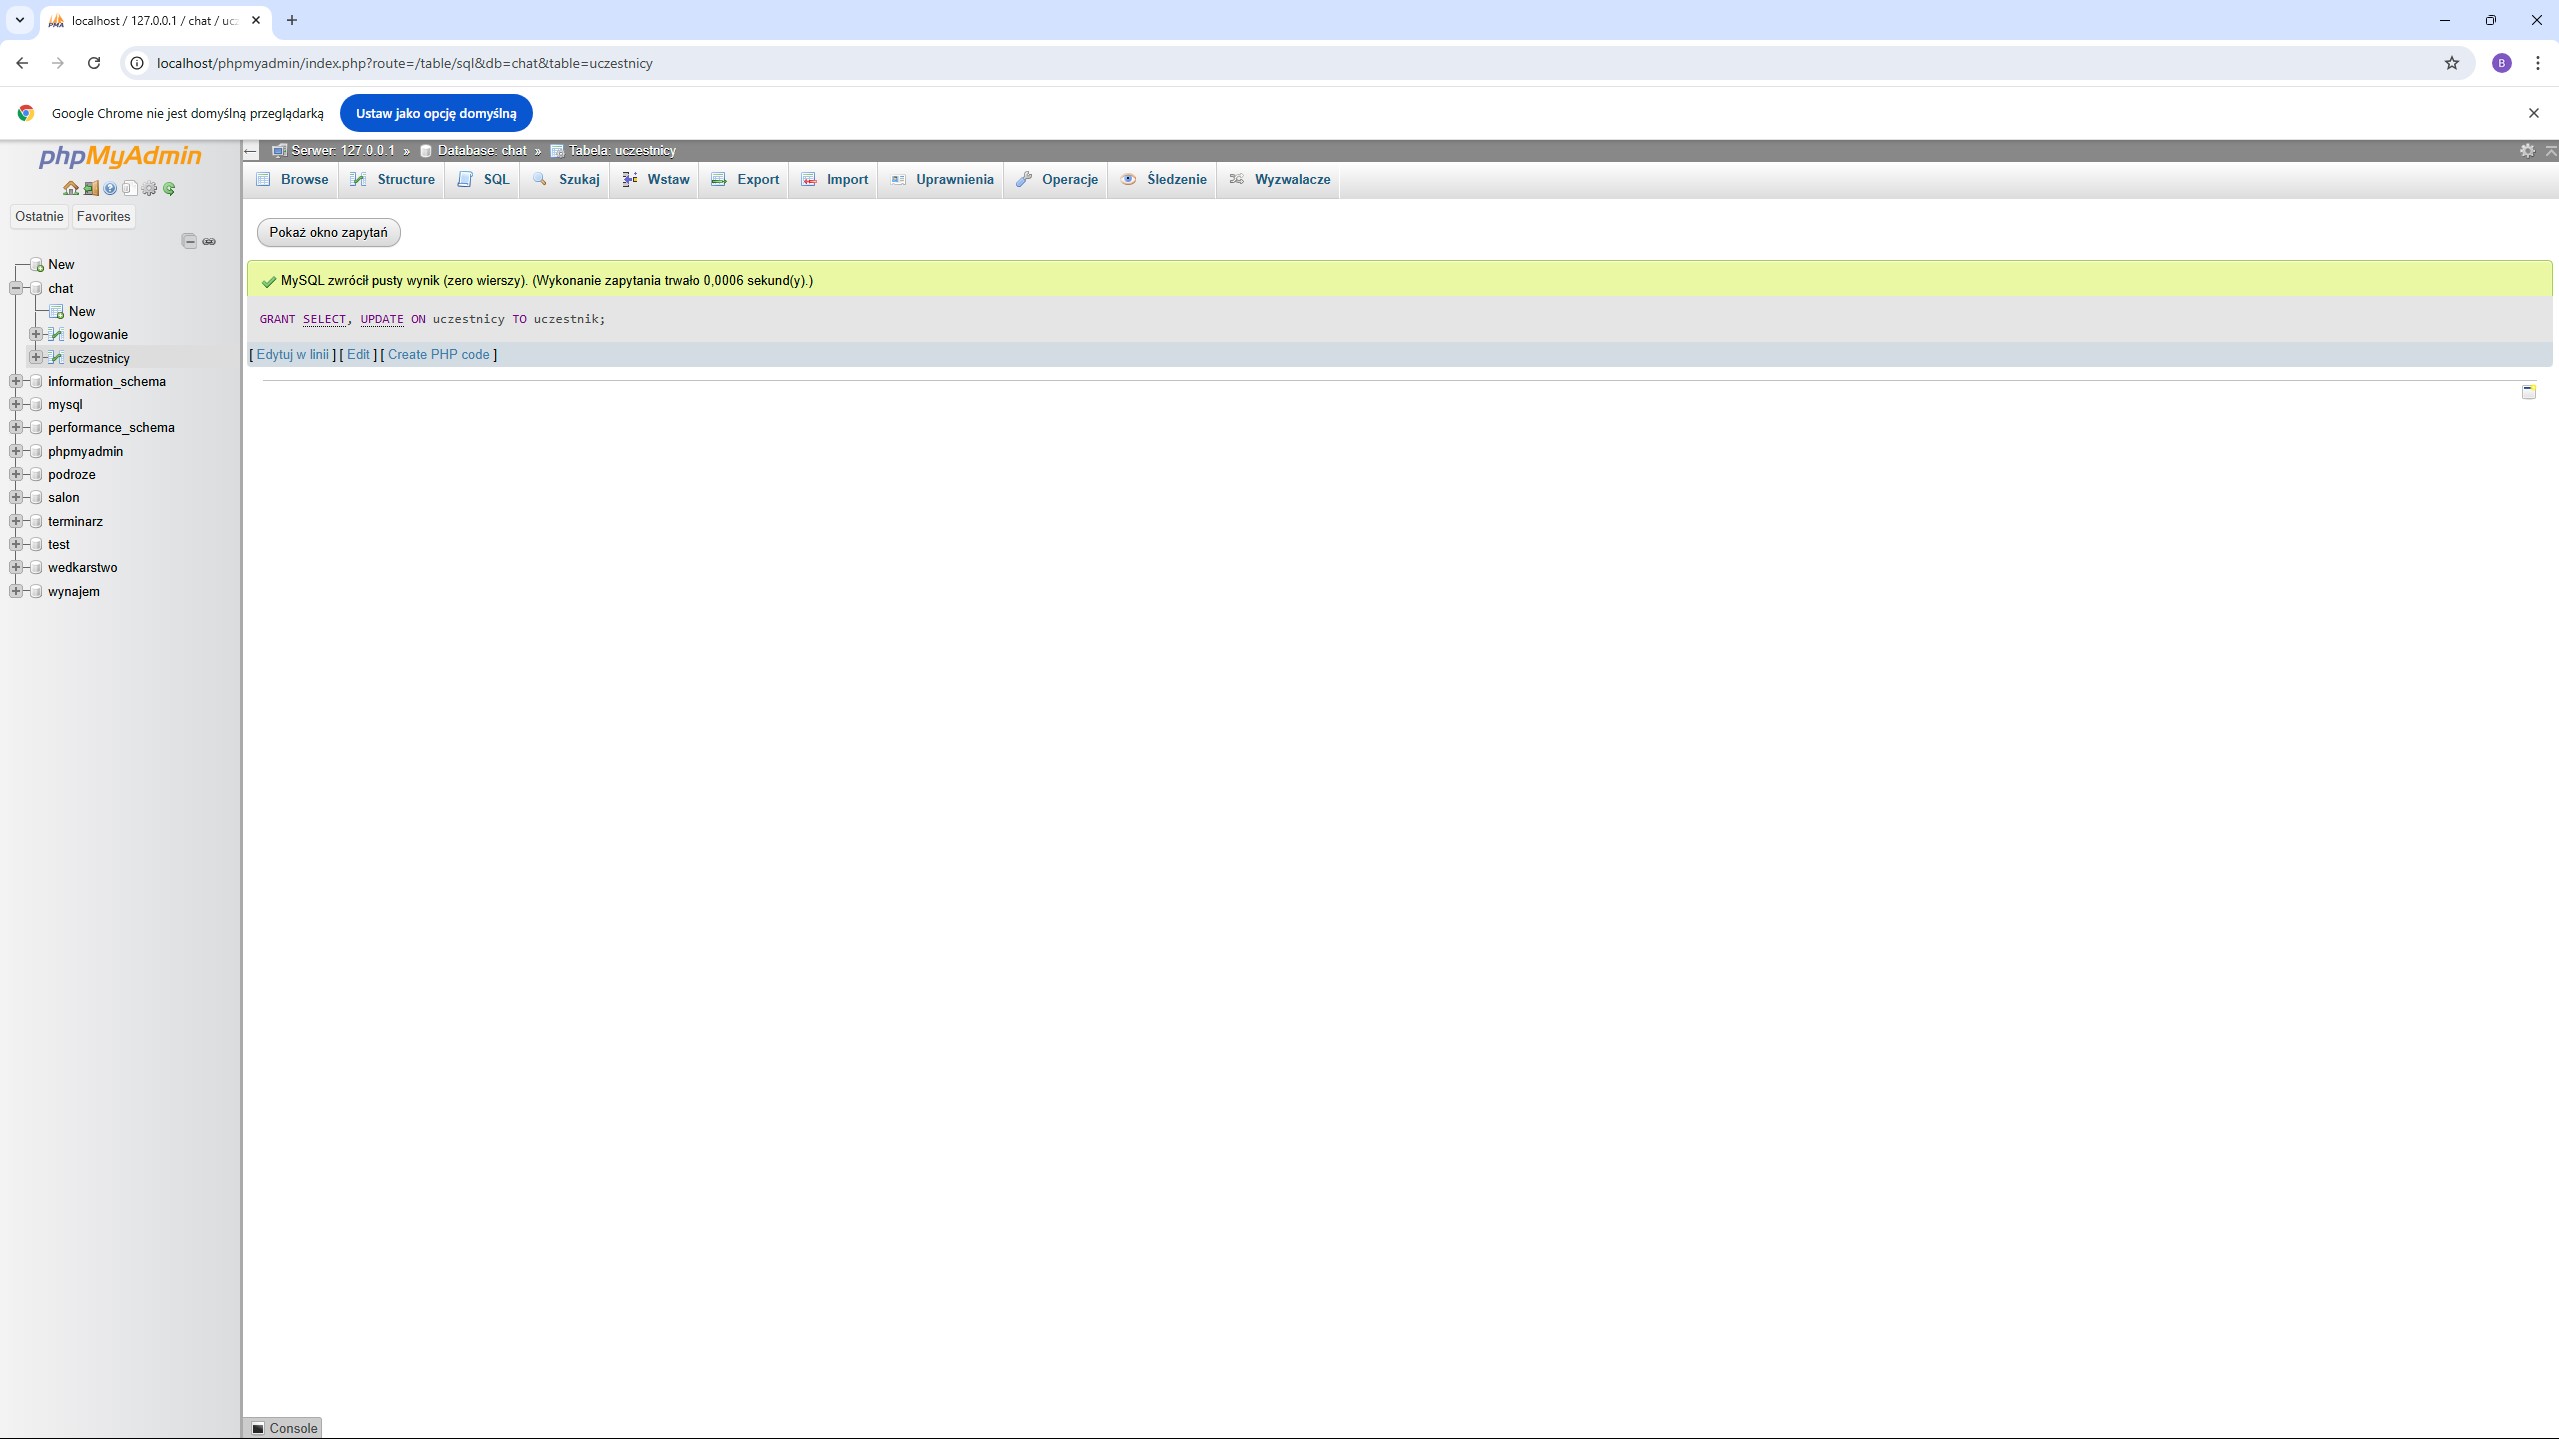 localhost / 127.0.0.1 / chat / ucz
localhost/phpmyadmin/index.php?route=/table/sql&db=chat&table=uczestnicy
B
Google Chrome nie jest domyślną przeglądarką
Ustaw jako opcję domyślną
phpMyAdmin
Ostatnie Favorites
New
chat
New
logowanie
uczestnicy
information_schema
mysql
performance_schema
phpmyadmin
podroze
salon
terminarz
test
wedkarstwo
wynajem
Serwer: 127.0.0.1 » Database: chat » Tabela: uczestnicy
Browse Structure SQL Szukaj Wstaw Export Import Uprawnienia Operacje Śledzenie Wyzwalacze
Pokaż okno zapytań
MySQL zwrócił pusty wynik (zero wierszy). (Wykonanie zapytania trwało 0,0006 sekund(y).)
GRANT SELECT, UPDATE ON uczestnicy TO uczestnik;
[ Edytuj w linii ] [ Edit ] [ Create PHP code ]
Console